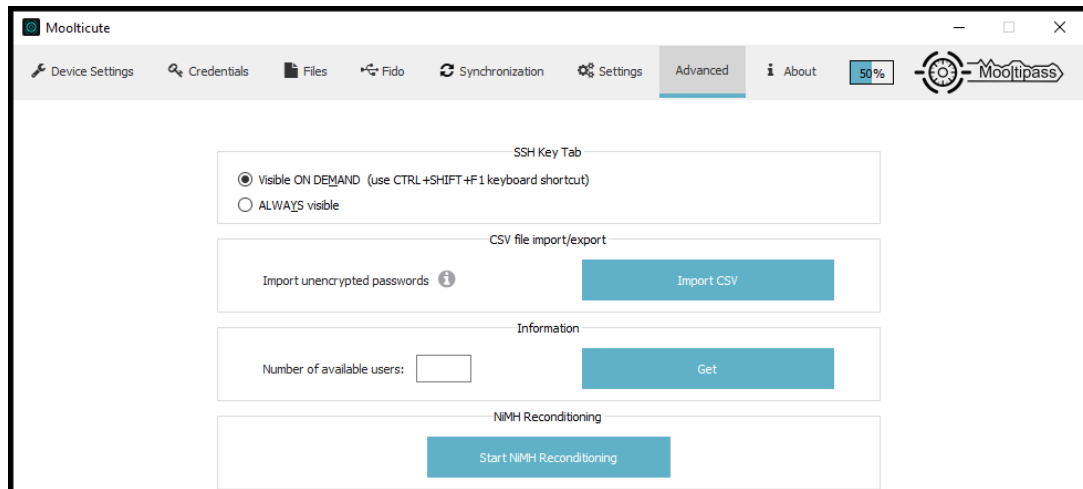 Moolticute
Device Settings Credentials Files Fido Synchronization Settings Advanced About 50% Mooltipass
SSH Key Tab
Visible ON DEMAND (use CTRL+SHIFT+F1 keyboard shortcut)
ALWAYS visible
CSV file import/export
Import unencrypted passwords Import CSV
Information
Number of available users: Get
NiMH Reconditioning
Start NiMH Reconditioning